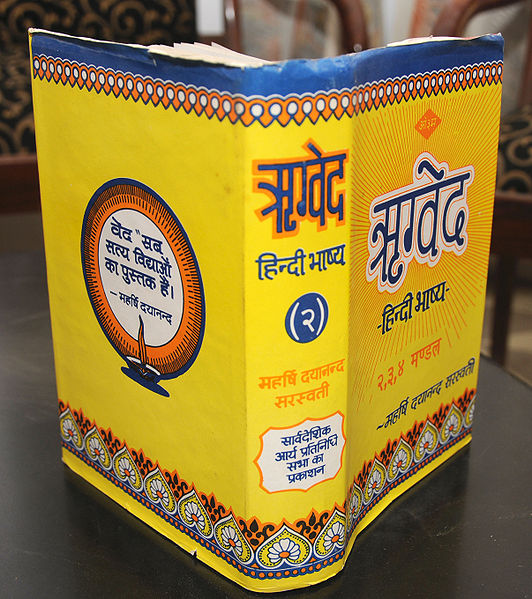 ओ३म्
ऋग्वेद
-हिन्दी भाष्य-
२,३,४ मण्डल
~महर्षि दयानन्द सरस्वती
ऋग्वेद
हिन्दी भाष्य
(२)
महर्षि दयानन्द
सरस्वती
सार्वदेशिक
आर्य प्रतिनिधि
सभा का
प्रकाशन
वेद "सब
सत्य विद्याओं
का पुस्तक है।
— महर्षि दयानन्द